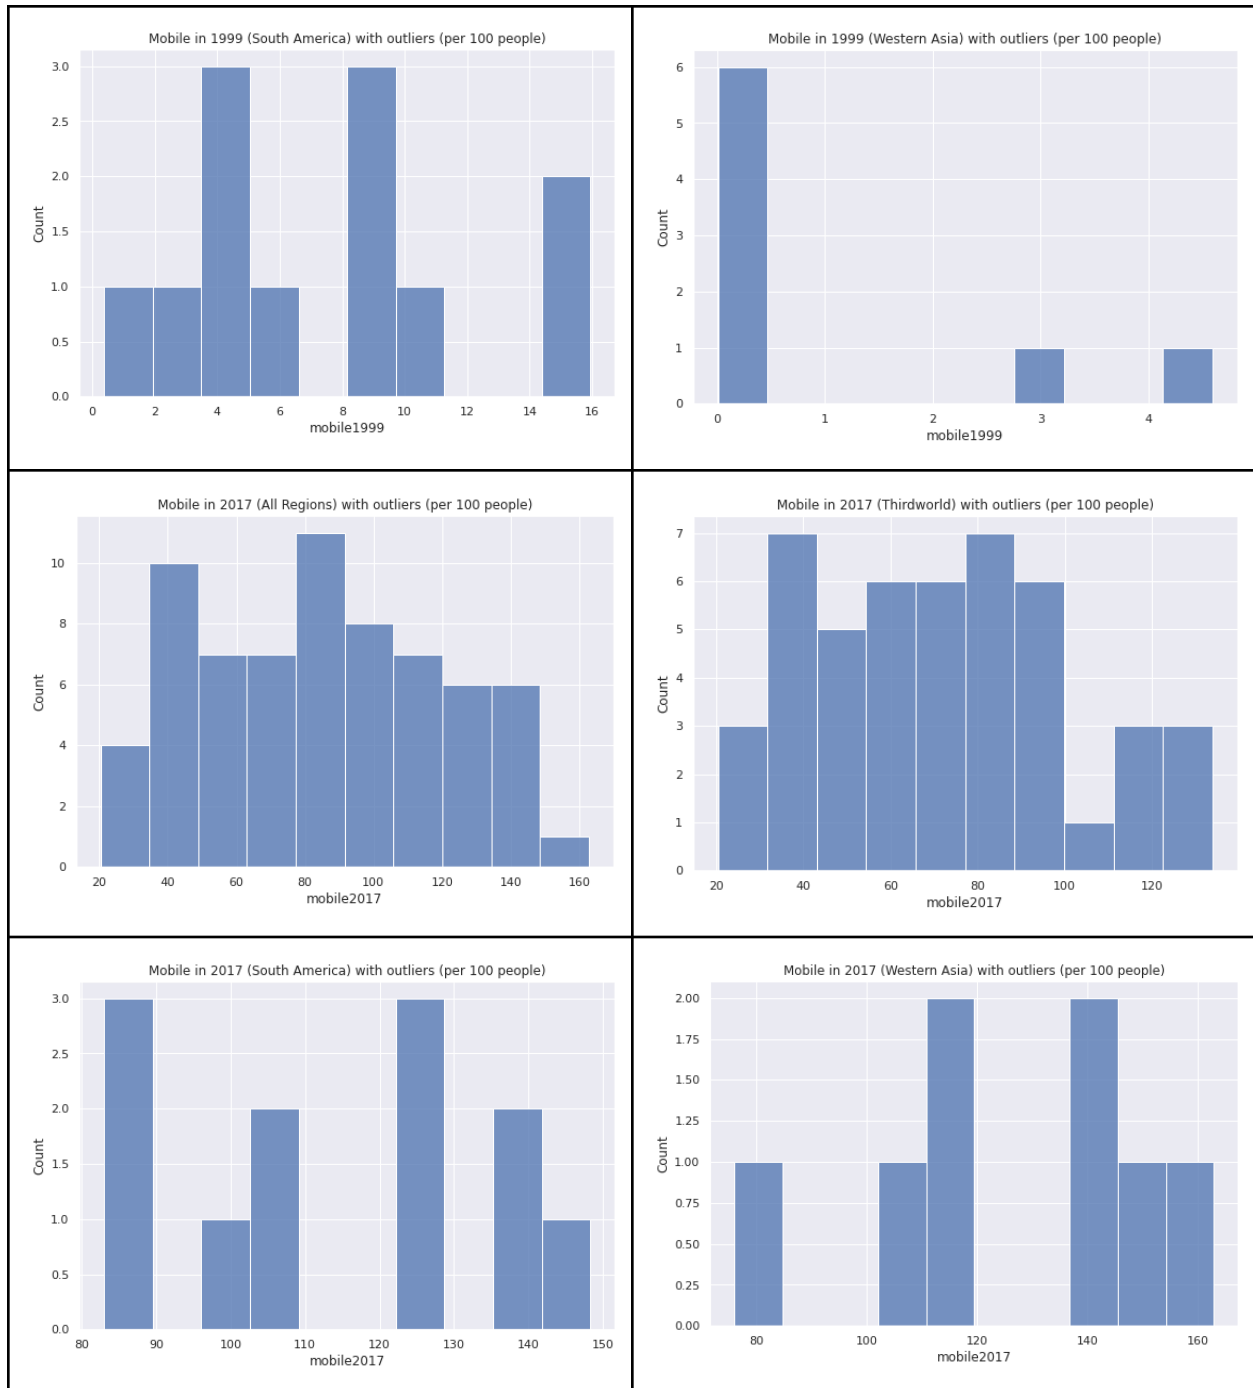 Mobile in 1999 (South America) with outliers (per 100 people)
3.0
2.5
2.0
1.5
1.0
0.5
0.0
Count
0 2 4 6 8 10 12 14 16
mobile1999
Mobile in 1999 (Western Asia) with outliers (per 100 people)
6
5
4
3
2
1
0
Count
0 1 2 3 4
mobile1999
Mobile in 2017 (All Regions) with outliers (per 100 people)
10
8
6
4
2
0
Count
20 40 60 80 100 120 140 160
mobile2017
Mobile in 2017 (Thirdworld) with outliers (per 100 people)
7
6
5
4
3
2
1
0
Count
20 40 60 80 100 120
mobile2017
Mobile in 2017 (South America) with outliers (per 100 people)
3.0
2.5
2.0
1.5
1.0
0.5
0.0
Count
80 90 100 110 120 130 140 150
mobile2017
Mobile in 2017 (Western Asia) with outliers (per 100 people)
2.00
1.75
1.50
1.25
1.00
0.75
0.50
0.25
0.00
Count
80 100 120 140 160
mobile2017